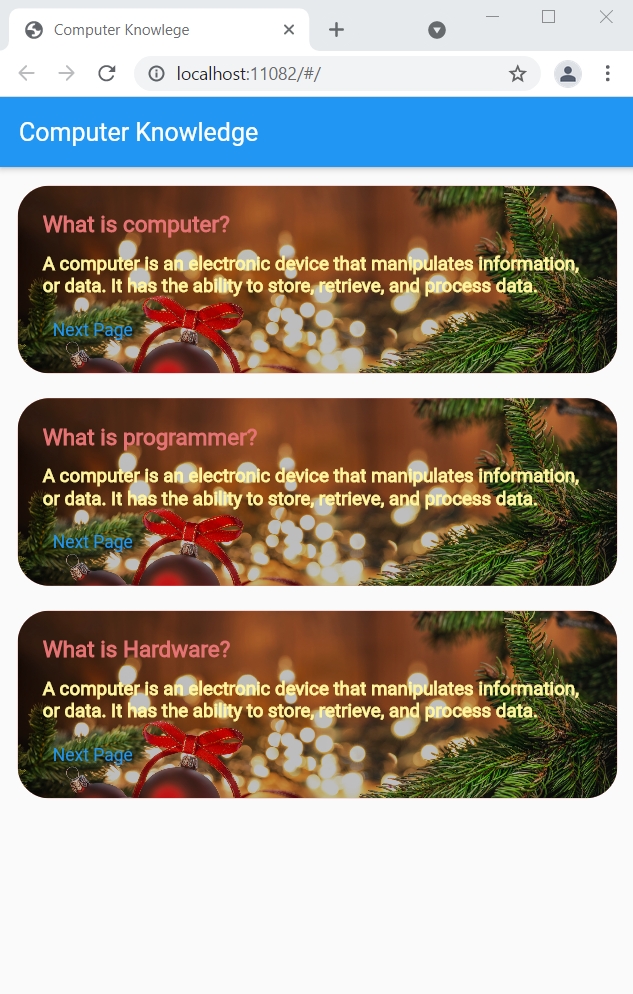 Computer Knowlege
localhost:11082/#/
Computer Knowledge
What is computer?
A computer is an electronic device that manipulates information,
or data. It has the ability to store, retrieve, and process data.
Next Page
What is programmer?
A computer is an electronic device that manipulates information,
or data. It has the ability to store, retrieve, and process data.
Next Page
What is Hardware?
A computer is an electronic device that manipulates information,
or data. It has the ability to store, retrieve, and process data.
Next Page